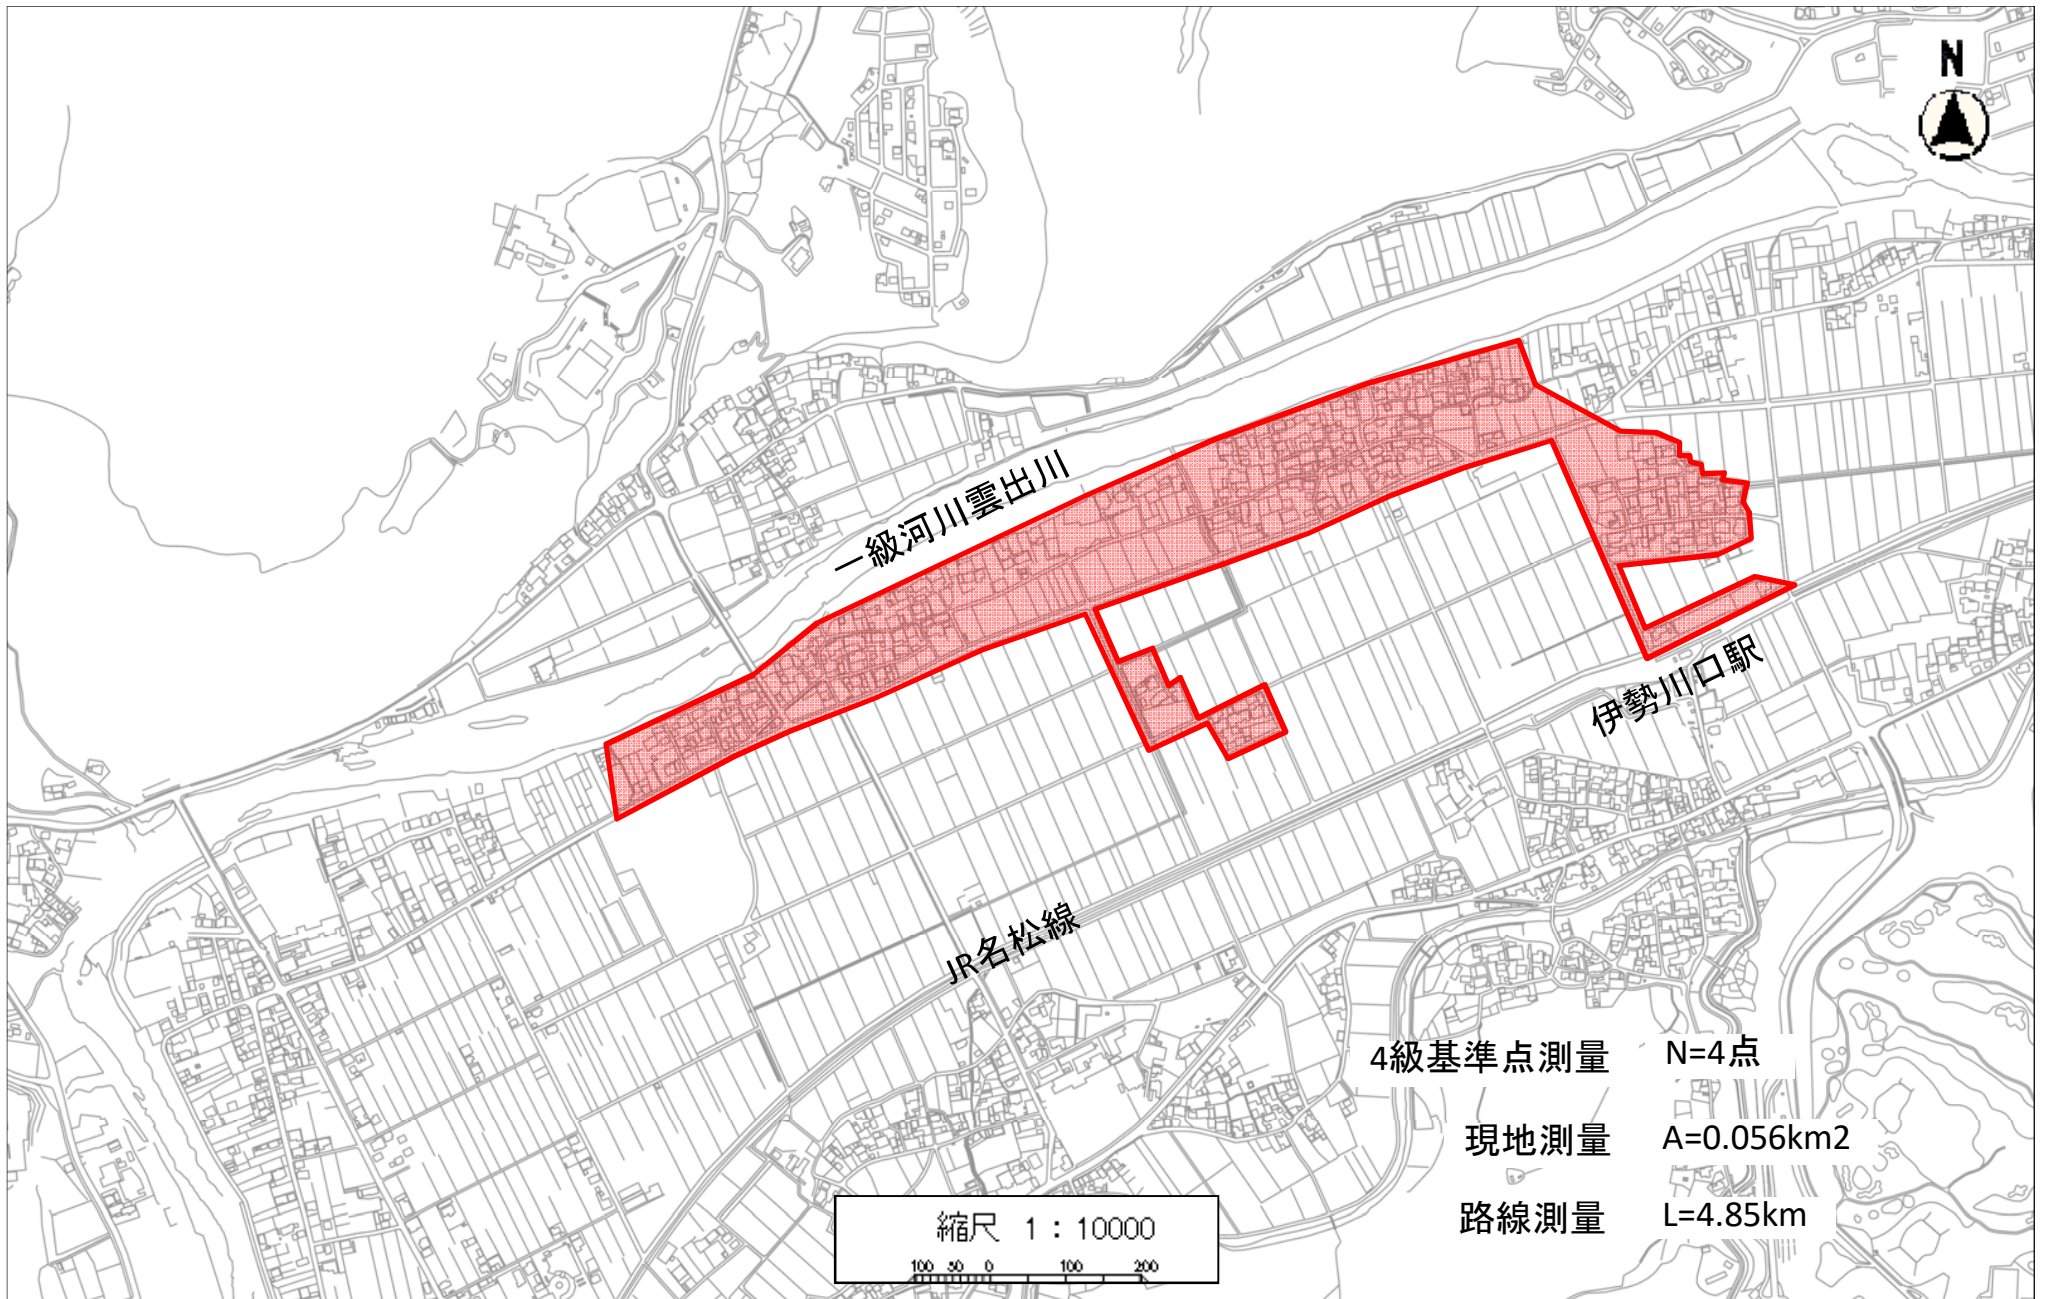 N
一級河川雲出川
伊勢川口駅
JR名松線
4級基準点測量 N=4点
現地測量 A=0.056km2
路線測量 L=4.85km
縮尺 1:10000
100 50 0 100 200